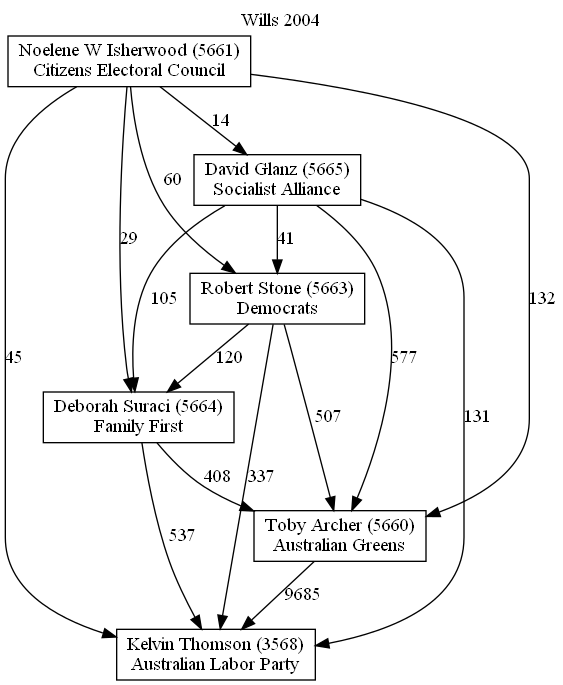 Wills 2004
Noelene W Isherwood (5661)
Citizens Electoral Council
14
David Glanz (5665)
Socialist Alliance
60
29
41
105
132
Robert Stone (5663)
Democrats
45
120
577
Deborah Suraci (5664)
Family First
507
131
408
337
Toby Archer (5660)
Australian Greens
537
9685
Kelvin Thomson (3568)
Australian Labor Party